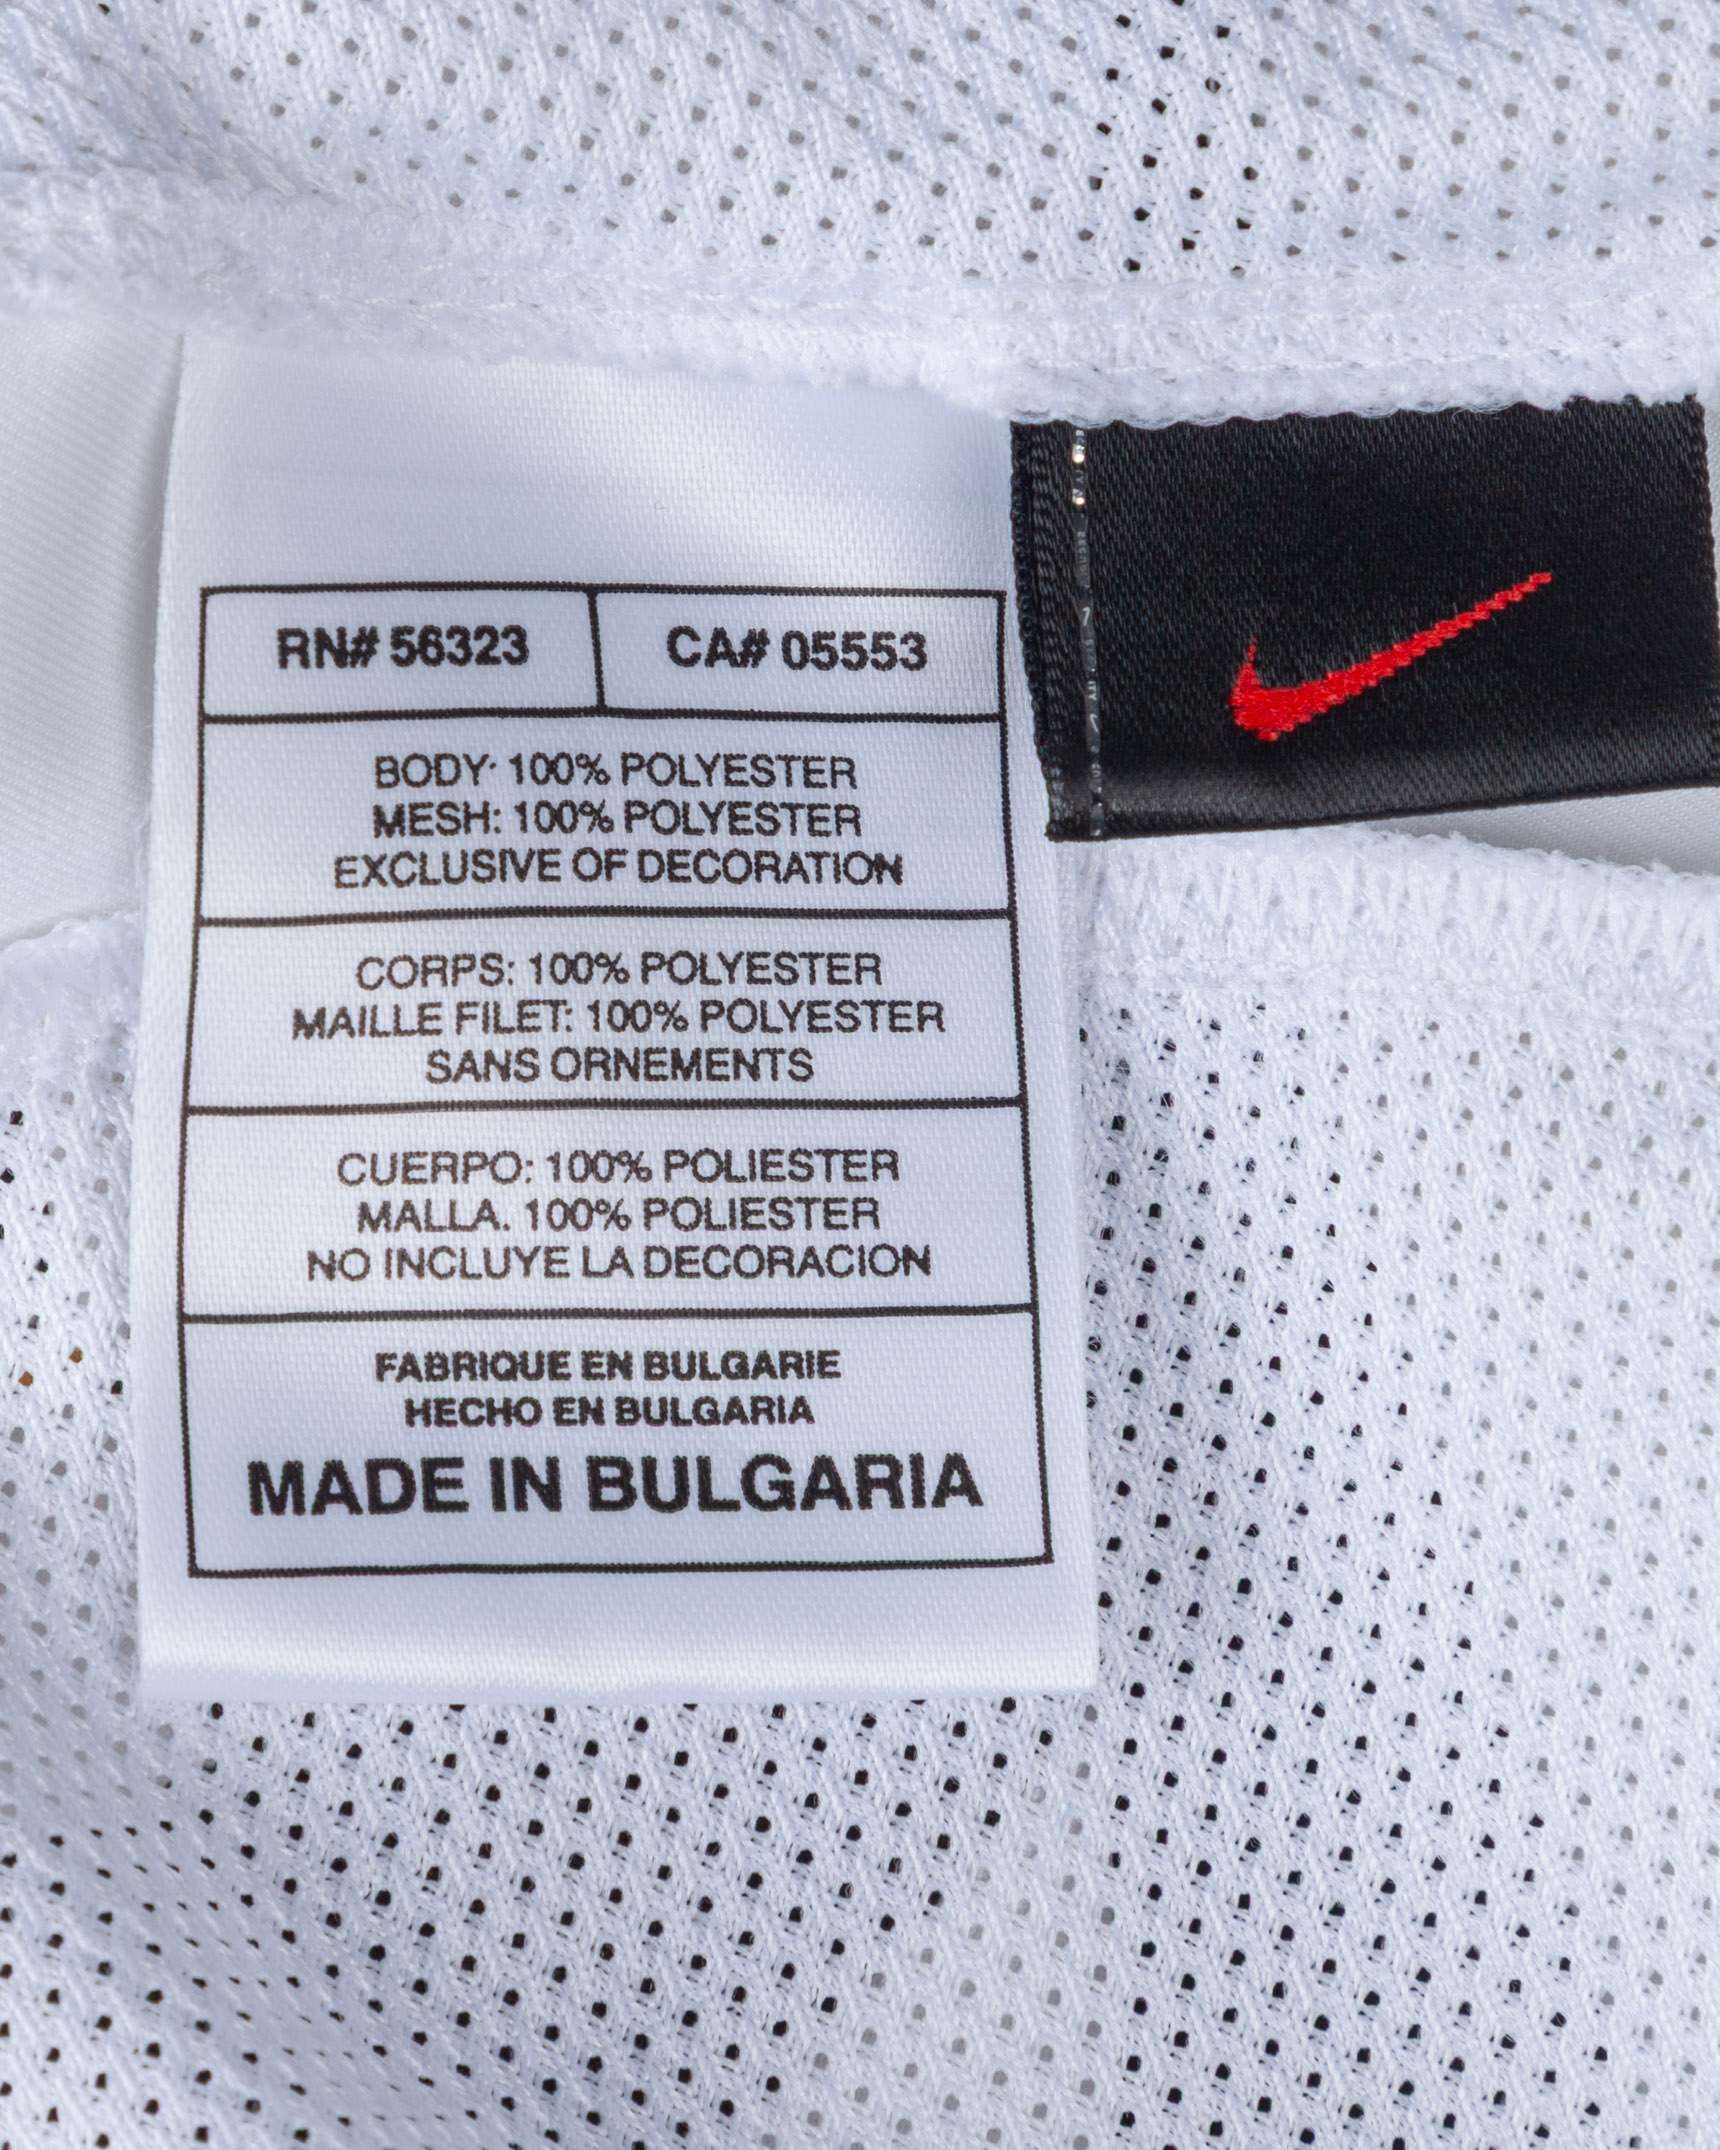 RN# 56323
CA# 05553
BODY: 100% POLYESTER
MESH: 100% POLYESTER
EXCLUSIVE OF DECORATION
CORPS: 100% POLYESTER
MAILLE FILET: 100% POLYESTER
SANS ORNEMENTS
CUERPO: 100% POLIESTER
MALLA. 100% POLIESTER
NO INCLUYE LA DECORACION
FABRIQUE EN BULGARIE
HECHO EN BULGARIA
MADE IN BULGARIA